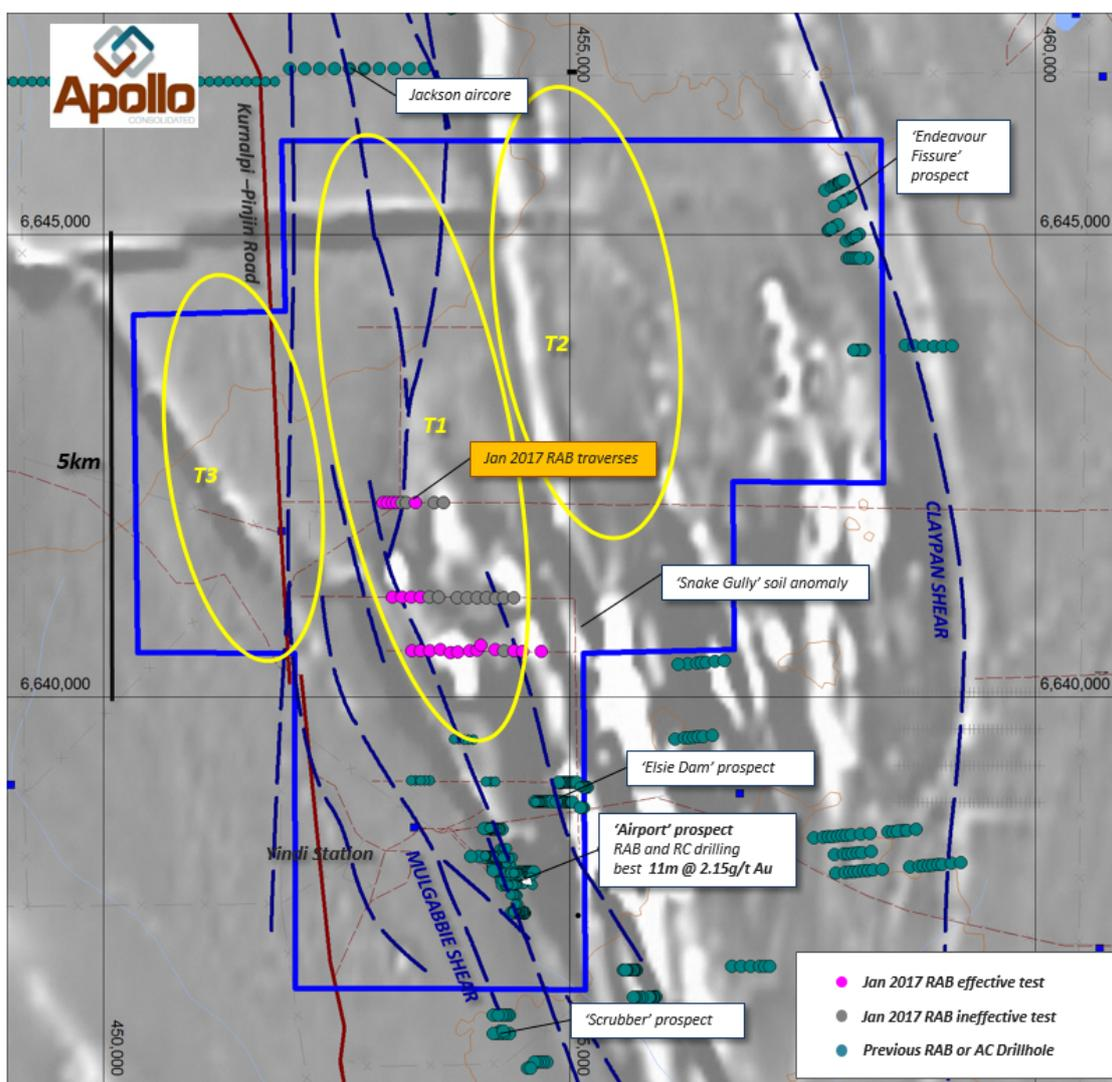 Apollo
CONSOLIDATED
455,000
460,000
Jackson aircore
Kurnalpi –Pinjin Road
'Endeavour
Fissure'
prospect
6,645,000
6,645,000
T2
T1
5km
T3
Jan 2017 RAB traverses
CLAYPAN SHEAR
'Snake Gully' soil anomaly
6,640,000
6,640,000
'Elsie Dam' prospect
'Airport' prospect
RAB and RC drilling
best 11m @ 2.15g/t Au
Yindi Station
MULGABBIE SHEAR
'Scrubber' prospect
450,000
Jan 2017 RAB effective test
Jan 2017 RAB ineffective test
Previous RAB or AC Drillhole